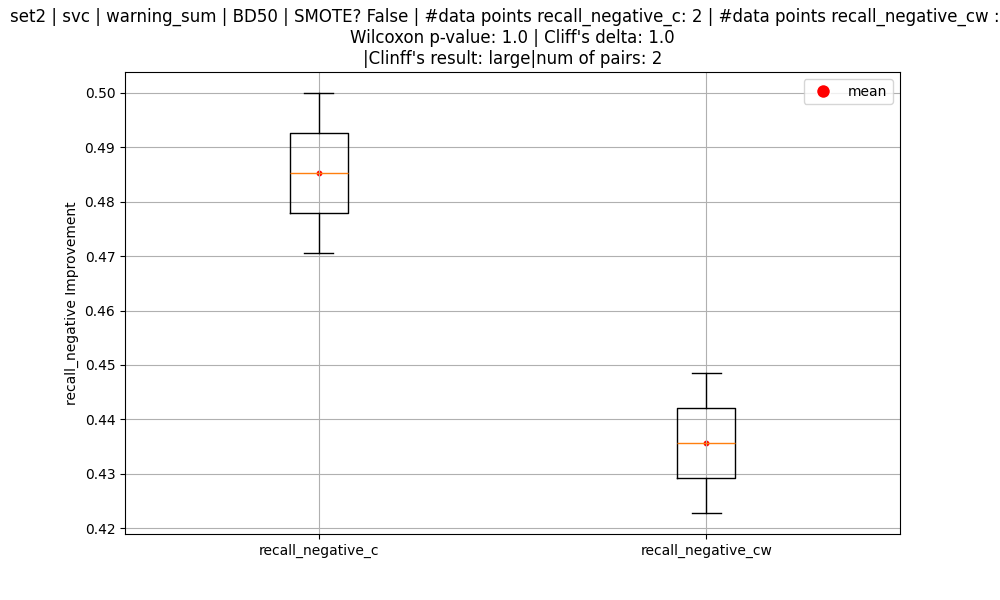 set2 | svc | warning_sum | BD50 | SMOTE? False | #data points recall_negative_c: 2 | #data points recall_negative_cw :
Wilcoxon p-value: 1.0 | Cliff's delta: 1.0
|Clinff's result: large|num of pairs: 2
mean
0.50
0.49
0.48
0.47
0.46
0.45
0.44
0.43
0.42
recall_negative Improvement
recall_negative_c
recall_negative_cw